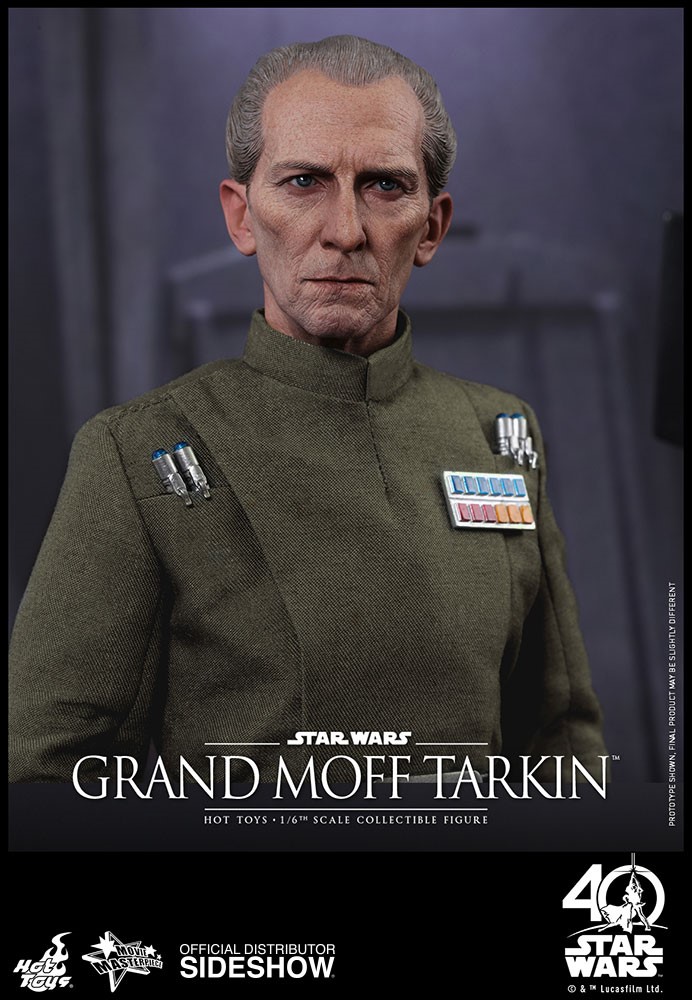 STAR WARS
GRAND MOFF TARKIN™
HOT TOYS • 1/6TH SCALE COLLECTIBLE FIGURE
PROTOTYPE SHOWN, FINAL PRODUCT MAY BE SLIGHTLY DIFFERENT
Hot Toys®
MOVIE MASTERPIECE
OFFICIAL DISTRIBUTOR
SIDESHOW
40
STAR WARS
© & ™ Lucasfilm Ltd.